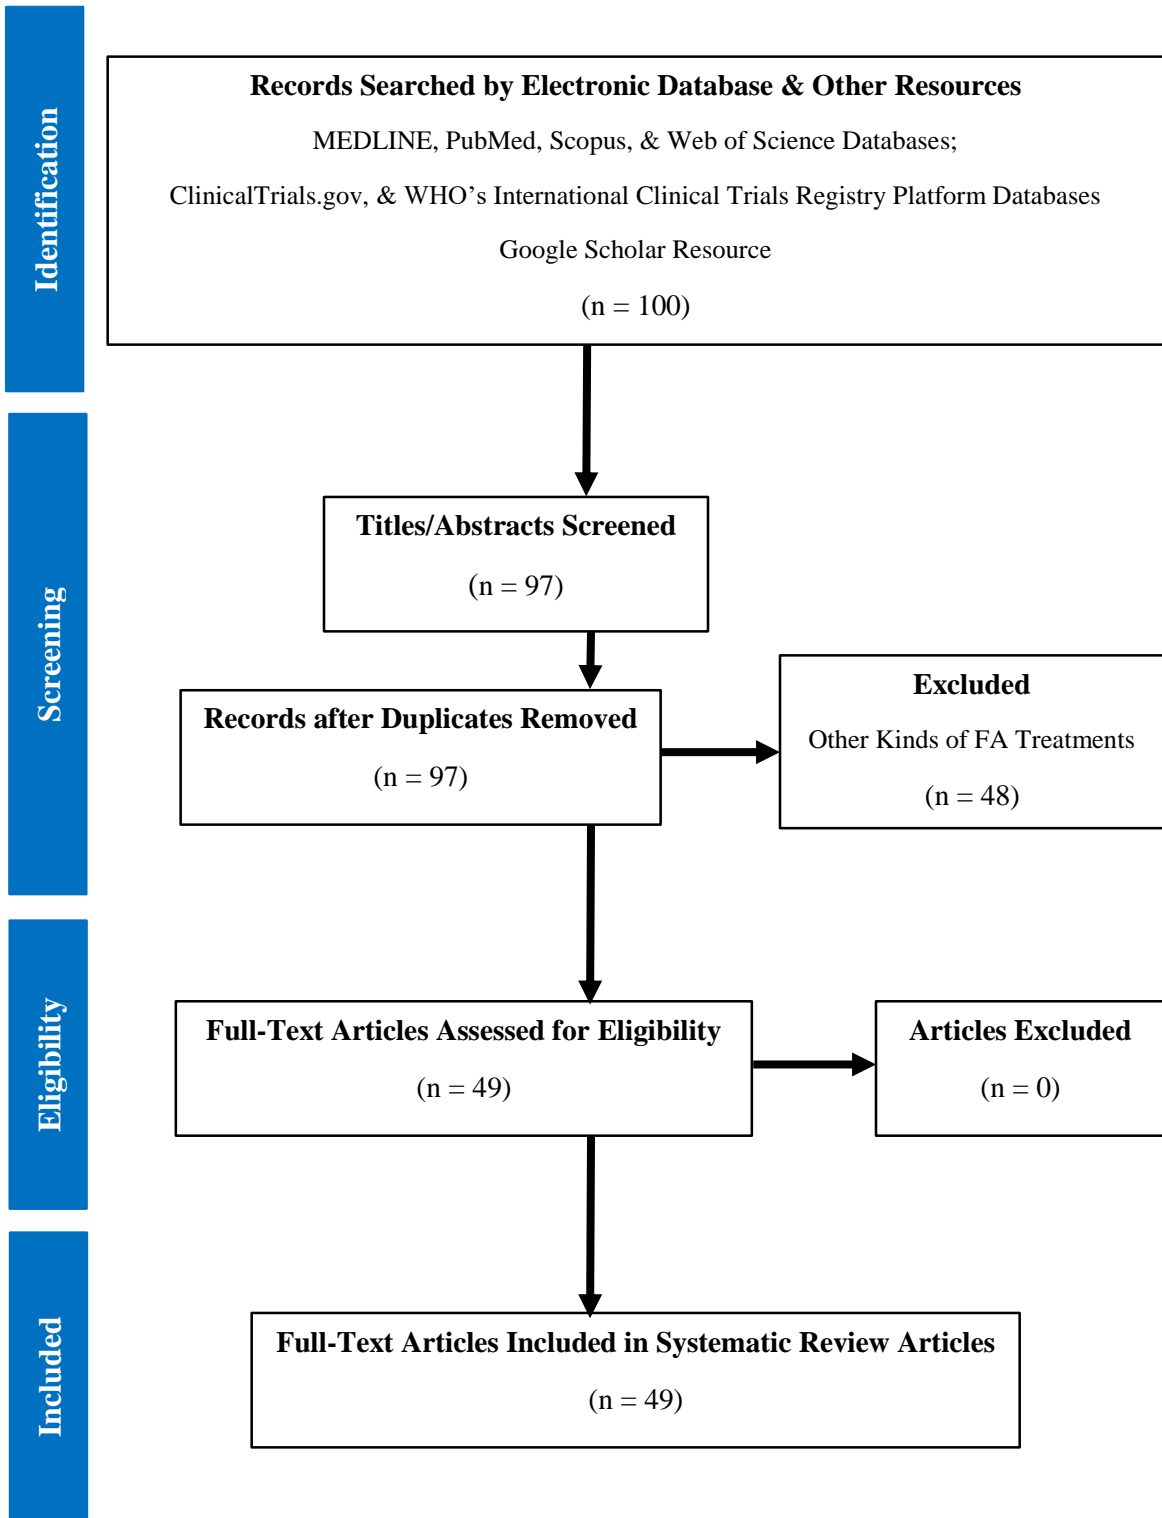 Identification
Records Searched by Electronic Database & Other Resources
MEDLINE, PubMed, Scopus, & Web of Science Databases;
ClinicalTrials.gov, & WHO’s International Clinical Trials Registry Platform Databases
Google Scholar Resource
(n = 100)
Screening
Titles/Abstracts Screened
(n = 97)
Records after Duplicates Removed
(n = 97)
Excluded
Other Kinds of FA Treatments
(n = 48)
Eligibility
Full-Text Articles Assessed for Eligibility
(n = 49)
Articles Excluded
(n = 0)
Included
Full-Text Articles Included in Systematic Review Articles
(n = 49)